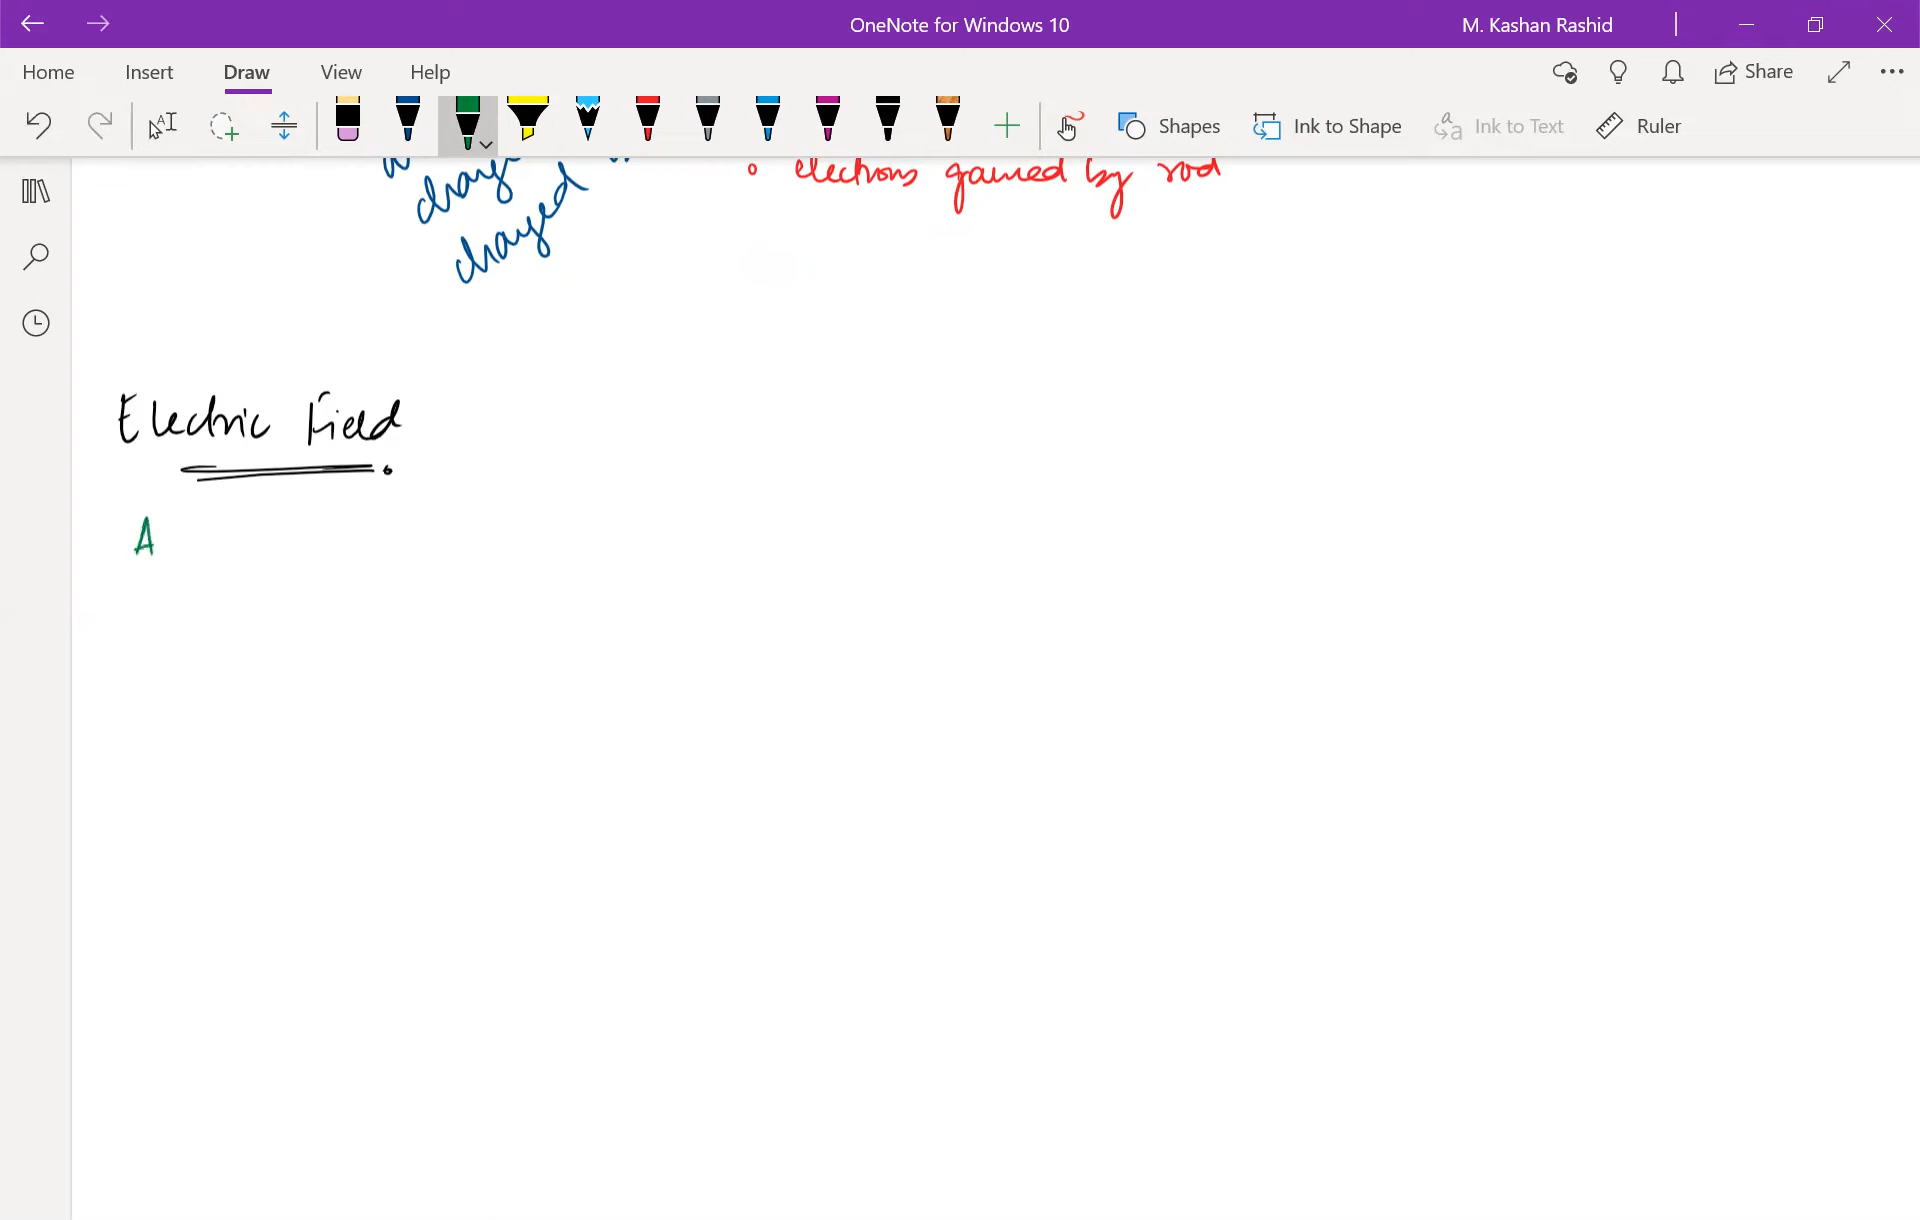 OneNote for Windows 10
M. Kashan Rashid
Home Insert Draw View Help
Share
Shapes Ink to Shape Ink to Text Ruler
electrons gained by rod
charge
charged
Electric Field
A